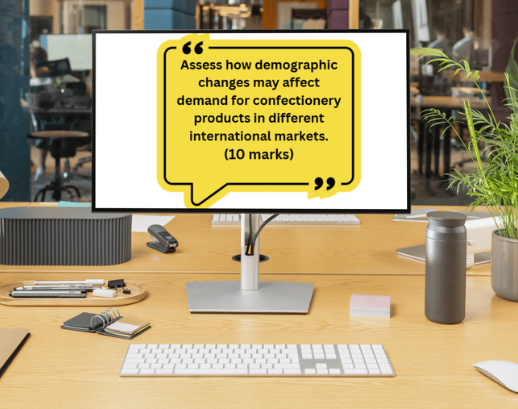 Assess how demographic
changes may affect
demand for confectionery
products in different
international markets.
(10 marks)